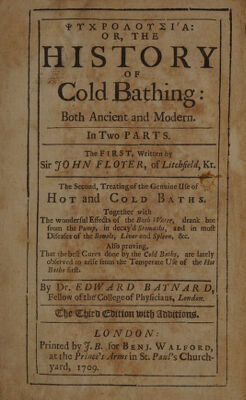 ΨΥΧΡΟΛΟΥΣΙ'Α:
OR, THE
HISTORY
OF
Cold Bathing:
Both Ancient and Modern.
In Two PARTS.
The FIRST, Written by
Sir JOHN FLOYER, of Litchfield, Kt.
The Second, Treating of the Genuine Use of
HOT and COLD BATHS.
Together with
The wonderful Effects of the Bath Water, drank hot
from the Pump, in decay'd Stomachs, and in most
Diseases of the Bowels, Liver and Spleen, &c.
Also proving,
That the best Cures done by the Cold Baths, are lately
observed to arise from the Temperate Use of the Hot
Baths first.
By Dr. EDWARD BAYNARD,
Fellow of the College of Physicians, London.
The Third Edition with Additions.
LONDON:
Printed by J. B. for BENJ. WALFORD,
at the Prince's Arms in St. Paul's Church-
yard, 1709.